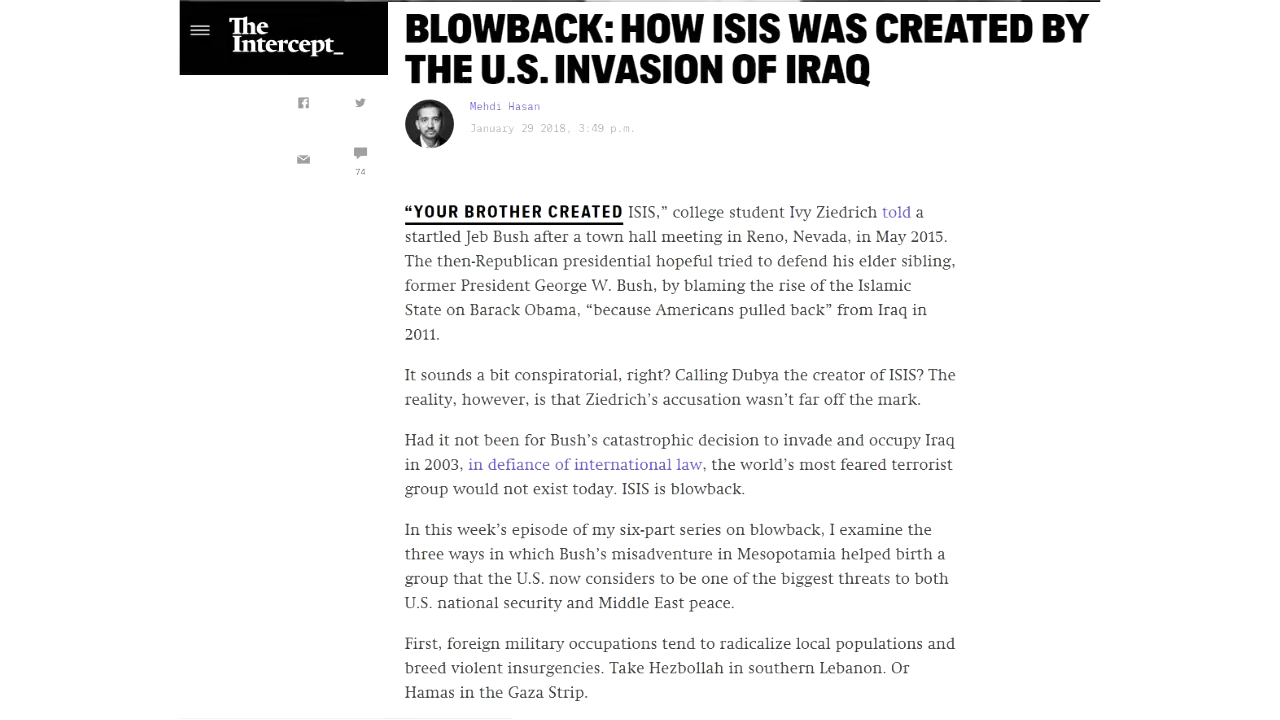 The
Intercept_
BLOWBACK: HOW ISIS WAS CREATED BY
THE U.S. INVASION OF IRAQ
Mehdi Hasan
January 29 2018, 3:49 p.m.
74
“YOUR BROTHER CREATED ISIS,” college student Ivy Ziedrich told a
startled Jeb Bush after a town hall meeting in Reno, Nevada, in May 2015.
The then-Republican presidential hopeful tried to defend his elder sibling,
former President George W. Bush, by blaming the rise of the Islamic
State on Barack Obama, “because Americans pulled back” from Iraq in
2011.
It sounds a bit conspiratorial, right? Calling Dubya the creator of ISIS? The
reality, however, is that Ziedrich’s accusation wasn’t far off the mark.
Had it not been for Bush’s catastrophic decision to invade and occupy Iraq
in 2003, in defiance of international law, the world’s most feared terrorist
group would not exist today. ISIS is blowback.
In this week’s episode of my six-part series on blowback, I examine the
three ways in which Bush’s misadventure in Mesopotamia helped birth a
group that the U.S. now considers to be one of the biggest threats to both
U.S. national security and Middle East peace.
First, foreign military occupations tend to radicalize local populations and
breed violent insurgencies. Take Hezbollah in southern Lebanon. Or
Hamas in the Gaza Strip.